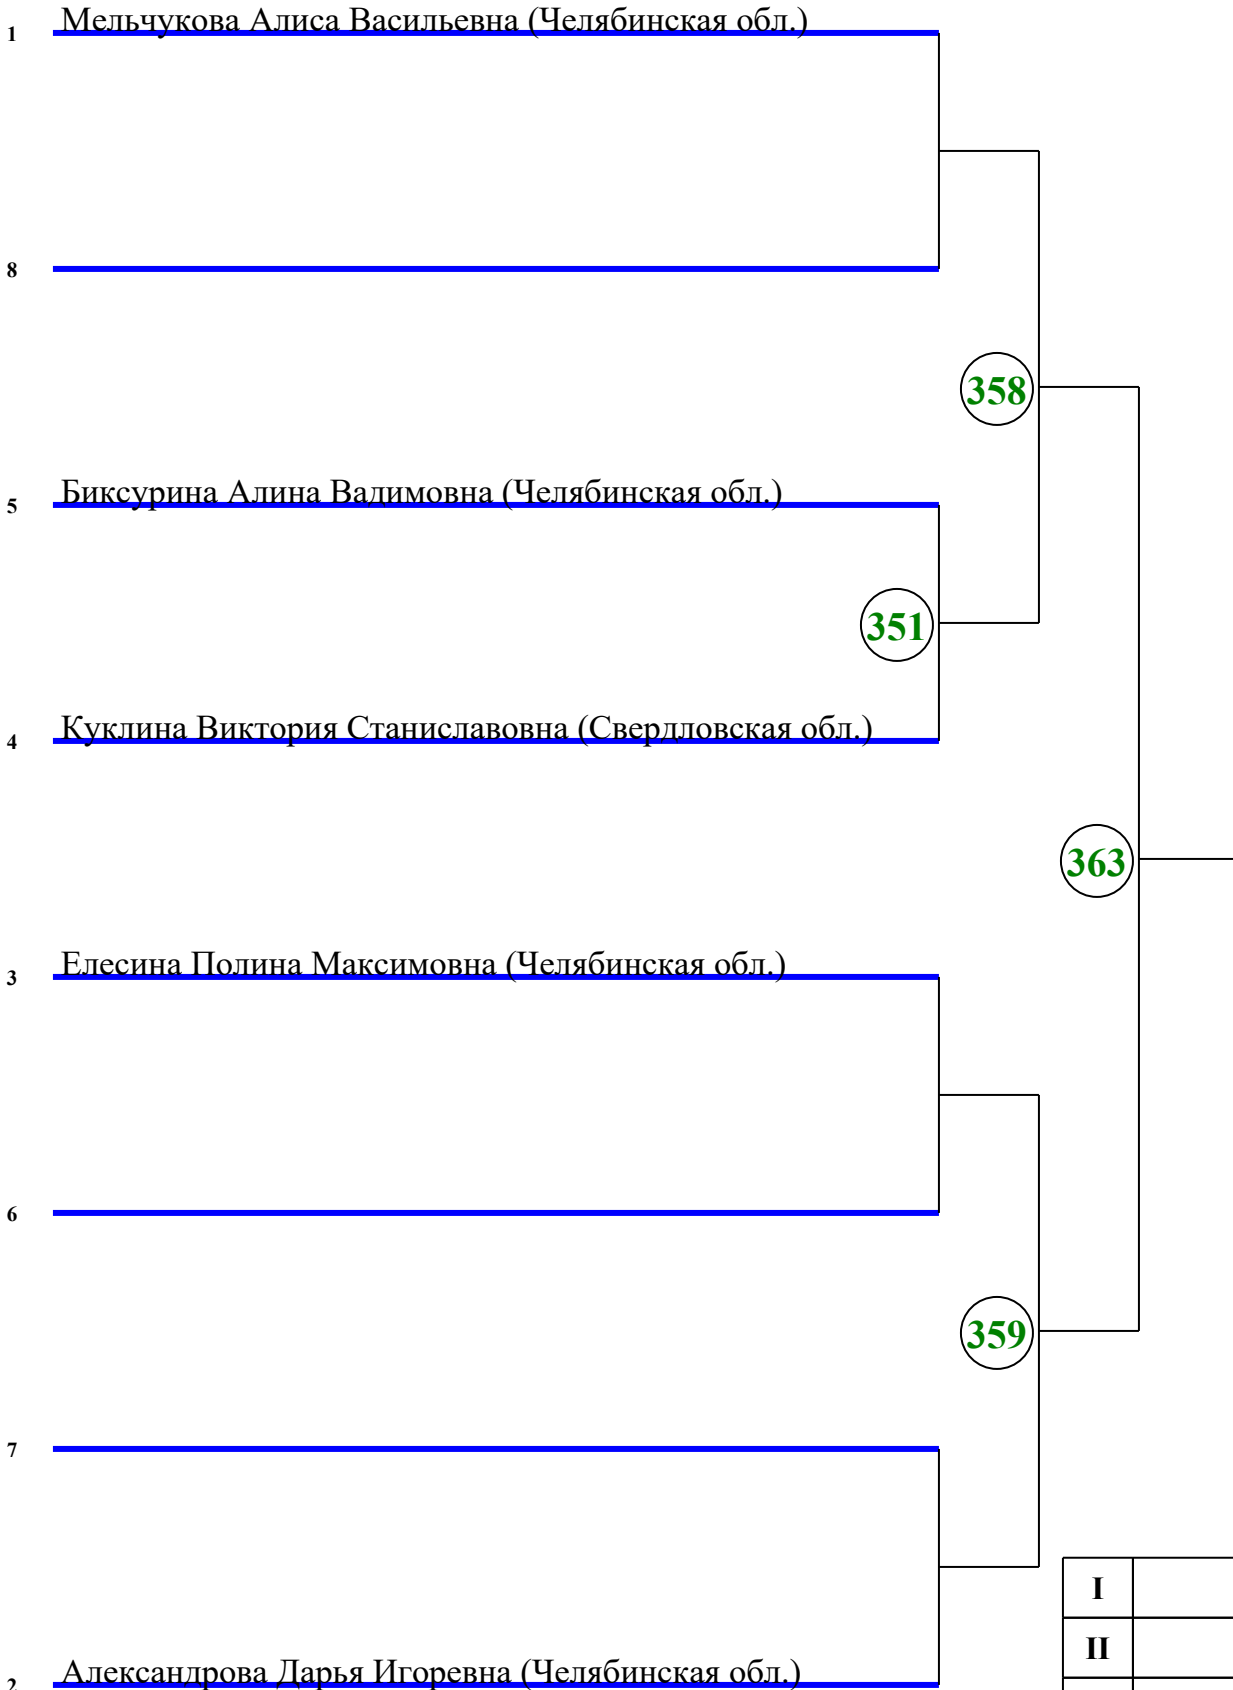 1 Мельчукова Алиса Васильевна (Челябинская обл.)
8
358
5 Биксурина Алина Вадимовна (Челябинская обл.)
351
4 Куклина Виктория Станиславовна (Свердловская обл.)
363
3 Елесина Полина Максимовна (Челябинская обл.)
6
359
7
I
II
2 Александрова Дарья Игоревна (Челябинская обл.)